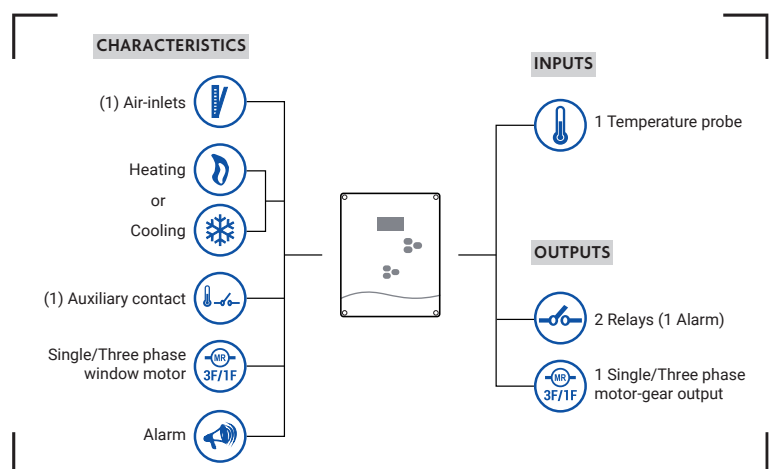 CHARACTERISTICS
(1) Air-inlets
Heating
or
Cooling
(1) Auxiliary contact
Single/Three phase
window motor
MR
3F/1F
Alarm
INPUTS
1 Temperature probe
OUTPUTS
2 Relays (1 Alarm)
MR
3F/1F
1 Single/Three phase
motor-gear output